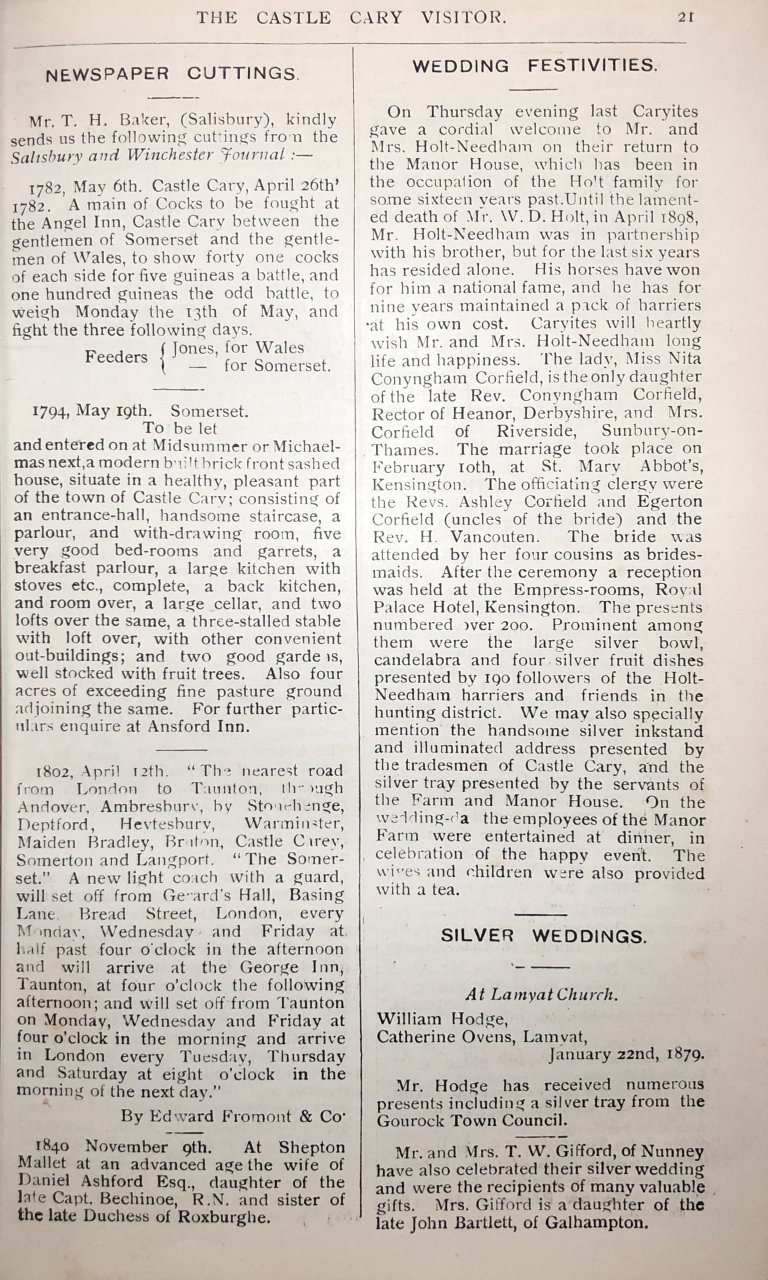 THE CASTLE CARY VISITOR. 21
NEWSPAPER CUTTINGS.
Mr. T. H. Baker, (Salisbury), kindly
sends us the following cuttings from the
Salisbury and Winchester Journal :—
1782, May 6th. Castle Cary, April 26th'
1782. A main of Cocks to be fought at
the Angel Inn, Castle Cary between the
gentlemen of Somerset and the gentle-
men of Wales, to show forty one cocks
of each side for five guineas a battle, and
one hundred guineas the odd battle, to
weigh Monday the 13th of May, and
fight the three following days.
Feeders { Jones, for Wales
— for Somerset.
1794, May 19th. Somerset.
To be let
and entered on at Midsummer or Michael-
mas next,a modern built brick front sashed
house, situate in a healthy, pleasant part
of the town of Castle Cary; consisting of
an entrance-hall, handsome staircase, a
parlour, and with-drawing room, five
very good bed-rooms and garrets, a
breakfast parlour, a large kitchen with
stoves etc., complete, a back kitchen,
and room over, a large cellar, and two
lofts over the same, a three-stalled stable
with loft over, with other convenient
out-buildings; and two good garde is,
well stocked with fruit trees. Also four
acres of exceeding fine pasture ground
adjoining the same. For further partic-
ulars enquire at Ansford Inn.
1802, April 12th. “The nearest road
from London to Taunton, through
Andover, Ambresbury, by Stonehenge,
Deptford, Heytesbury, Warminster,
Maiden Bradley, Bruton, Castle Carey,
Somerton and Langport. “The Somer-
set.” A new light coach with a guard,
will set off from Gerard's Hall, Basing
Lane. Bread Street, London, every
Monday, Wednesday and Friday at
half past four o'clock in the afternoon
and will arrive at the George Inn,
Taunton, at four o'clock the following
afternoon; and will set off from Taunton
on Monday, Wednesday and Friday at
four o'clock in the morning and arrive
in London every Tuesday, Thursday
and Saturday at eight o'clock in the
morning of the next day.”
By Edward Fromont & Co·
1840 November 9th. At Shepton
Mallet at an advanced age the wife of
Daniel Ashford Esq., daughter of the
late Capt. Bechinoe, R.N. and sister of
the late Duchess of Roxburghe.
WEDDING FESTIVITIES.
On Thursday evening last Caryites
gave a cordial welcome to Mr. and
Mrs. Holt-Needham on their return to
the Manor House, which has been in
the occupation of the Ho't family for
some sixteen years past.Until the lament-
ed death of Mr. W. D. Holt, in April 1898,
Mr. Holt-Needham was in partnership
with his brother, but for the last six years
has resided alone. His horses have won
for him a national fame, and he has for
nine years maintained a pack of harriers
at his own cost. Caryites will heartly
wish Mr. and Mrs. Holt-Needham long
life and happiness. The lady, Miss Nita
Conyngham Corfield, is the only daughter
of the late Rev. Conyngham Corfield,
Rector of Heanor, Derbyshire, and Mrs.
Corfield of Riverside, Sunbury-on-
Thames. The marriage took place on
February 10th, at St. Mary Abbot's,
Kensington. The officiating clergy were
the Revs. Ashley Corfield and Egerton
Corfield (uncles of the bride) and the
Rev. H. Vancouten. The bride was
attended by her four cousins as brides-
maids. After the ceremony a reception
was held at the Empress-rooms, Royal
Palace Hotel, Kensington. The presents
numbered over 200. Prominent among
them were the large silver bowl,
candelabra and four silver fruit dishes
presented by 190 followers of the Holt-
Needham harriers and friends in the
hunting district. We may also specially
mention the handsome silver inkstand
and illuminated address presented by
the tradesmen of Castle Cary, and the
silver tray presented by the servants of
the Farm and Manor House. On the
wedding-da the employees of the Manor
Farm were entertained at dinner, in
celebration of the happy event. The
wives and children were also provided
with a tea.
SILVER WEDDINGS.
At Lamyat Church.
William Hodge,
Catherine Ovens, Lamyat,
January 22nd, 1879.
Mr. Hodge has received numerous
presents including a silver tray from the
Gourock Town Council.
Mr. and Mrs. T. W. Gifford, of Nunney
have also celebrated their silver wedding
and were the recipients of many valuable
gifts. Mrs. Gifford is a daughter of the
late John Bartlett, of Galhampton.